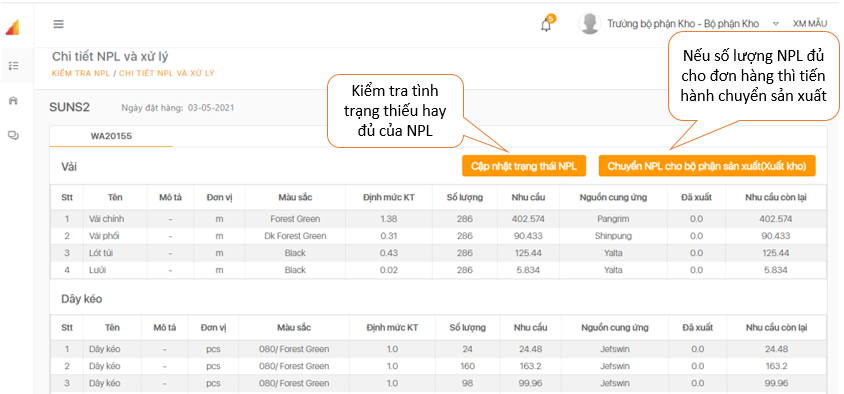 5
Trưởng bộ phận Kho - Bộ phận Kho
XM MẪU
Chi tiết NPL và xử lý
KIỂM TRA NPL / CHI TIẾT NPL VÀ XỬ LÝ
Nếu số lượng NPL đủ
cho đơn hàng thì tiến
hành chuyển sản xuất
Kiểm tra tình
trạng thiếu hay
đủ của NPL
SUNS2 Ngày đặt hàng: 03-05-2021
WA20155
Vải
Cập nhật trạng thái NPL
Chuyển NPL cho bộ phận sản xuất(Xuất kho)
Stt Tên Mô tả Đơn vị Màu sắc Định mức KT Số lượng Nhu cầu Nguồn cung ứng Đã xuất Nhu cầu còn lại
1 Vải chính - m Forest Green 1.38 286 402.574 Pangrim 0.0 402.574
2 Vải phối - m Dk Forest Green 0.31 286 90.433 Shinpung 0.0 90.433
3 Lót túi - m Black 0.43 286 125.44 Yalta 0.0 125.44
4 Lưới - m Black 0.02 286 5.834 Yalta 0.0 5.834
Dây kéo
Stt Tên Mô tả Đơn vị Màu sắc Định mức KT Số lượng Nhu cầu Nguồn cung ứng Đã xuất Nhu cầu còn lại
1 Dây kéo - pcs 080/ Forest Green 1.0 24 24.48 Jefswin 0.0 24.48
2 Dây kéo - pcs 080/ Forest Green 1.0 160 163.2 Jefswin 0.0 163.2
3 Dây kéo - pcs 080/ Forest Green 1.0 98 99.96 Jefswin 0.0 99.96